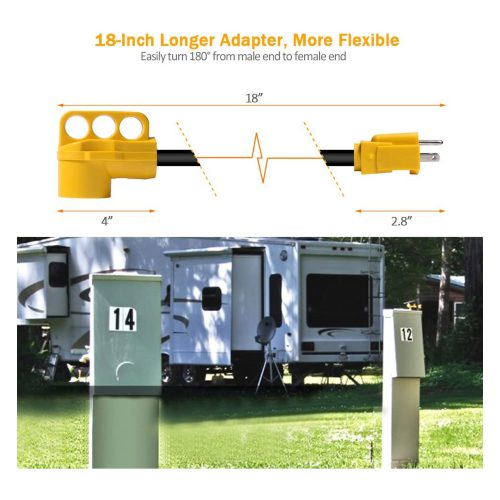 18-Inch Longer Adapter, More Flexible
Easily turn 180° from male end to female end
18”
4”
2.8”
14
12